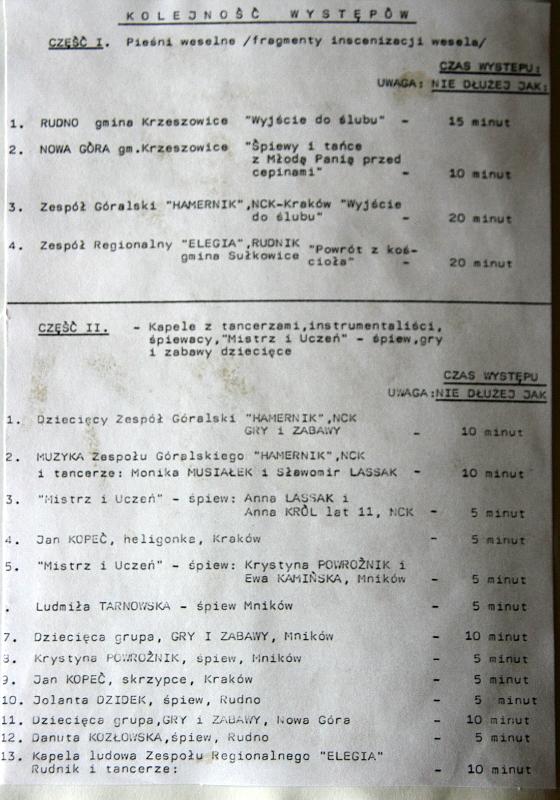 KOLEJNOŚĆ WYSTĘPÓW
CZĘŚĆ I. Pieśni weselne /fragmenty inscenizacji wesela/
CZAS WYSTEPU:
UWAGA: NIE DŁUŻEJ JAK:
1. RUDNO gmina Krzeszowice "Wyjście do ślubu" - 15 minut
2. NOWA GÓRA gm.Krzeszowice "Śpiewy i tańce
z Młodę Panię przed
cepinami" - 10 minut
3. Zespół Góralski "HAMERNIK",NCK-Kraków "Wyjście
do ślubu" - 20 minut
4. Zespół Regionalny "ELEGIA",RUDNIK "Powrót z koś-
gmina Sułkowice cioła" - 20 minut
CZĘŚĆ II. - Kapele z tancerzami,instrumentaliści,
śpiewacy,"Mistrz i Uczeń" - śpiew,gry
i zabawy dziecięce
CZAS WYSTĘPU
UWAGA:NIE DŁUŻEJ JAK
1. Dziecięcy Zespół Góralski "HAMERNIK",NCK
GRY i ZABAWY - 10 minut
2. MUZYKA Zespołu Góralskiego "HAMERNIK",NCK
i tancerze: Monika MUSIAŁEK i Sławomir LASSAK - 10 minut
3. "Mistrz i Uczeń" - śpiew: Anna LASSAK i
Anna KRÓL lat 11, NCK - 5 minut
4. Jan KOPEĆ, heligonka, Kraków - 5 minut
5. "Mistrz i Uczeń" - śpiew: Krystyna POWROŹNIK i
Ewa KAMIŃSKA, Mników - 5 minut
. Ludmiła TARNOWSKA - śpiew Mników - 5 minut
7. Dziecięca grupa, GRY I ZABAWY, Mników - 10 minut
8. Krystyna POWROŹNIK, śpiew, Mników - 5 minut
9. Jan KOPEĆ, skrzypce, Kraków - 5 minut
10. Jolanta DZIDEK, śpiew, Rudno - 5 minut
11. Dziecięca grupa,GRY i ZABAWY, Nowa Góra - 10 minut
12. Danuta KOZŁOWSKA,śpiew, Rudno - 5 minut
13. Kapela ludowa Zespołu Regionalnego "ELEGIA"
Rudnik i tancerze: - 10 minut